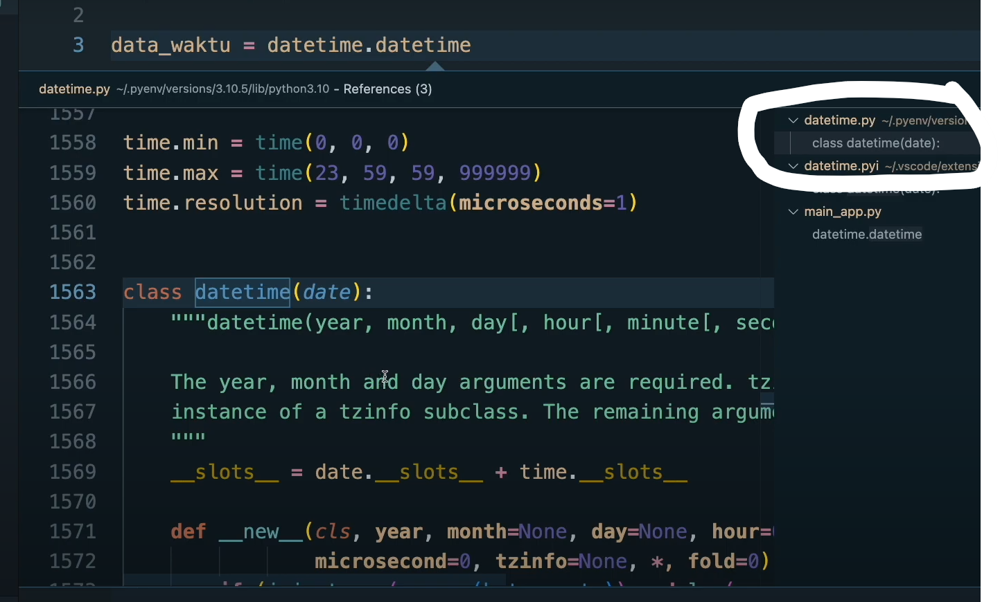 2
3 data_waktu = datetime.datetime
datetime.py ~/.pyenv/versions/3.10.5/lib/python3.10 - References (3)
1557
1558 time.min = time(0, 0, 0)
1559 time.max = time(23, 59, 59, 999999)
1560 time.resolution = timedelta(microseconds=1)
1561
1562
1563 class datetime(date):
1564 """datetime(year, month, day[, hour[, minute[, sec
1565
1566 The year, month and day arguments are required. tz
1567 instance of a tzinfo subclass. The remaining argum
1568 """
1569 __slots__ = date.__slots__ + time.__slots__
1570
1571 def __new__(cls, year, month=None, day=None, hour=
1572 microsecond=0, tzinfo=None, *, fold=0)
datetime.py ~/.pyenv/version
class datetime(date):
datetime.pyi ~/.vscode/extens
class datetime(date):
main_app.py
datetime.datetime